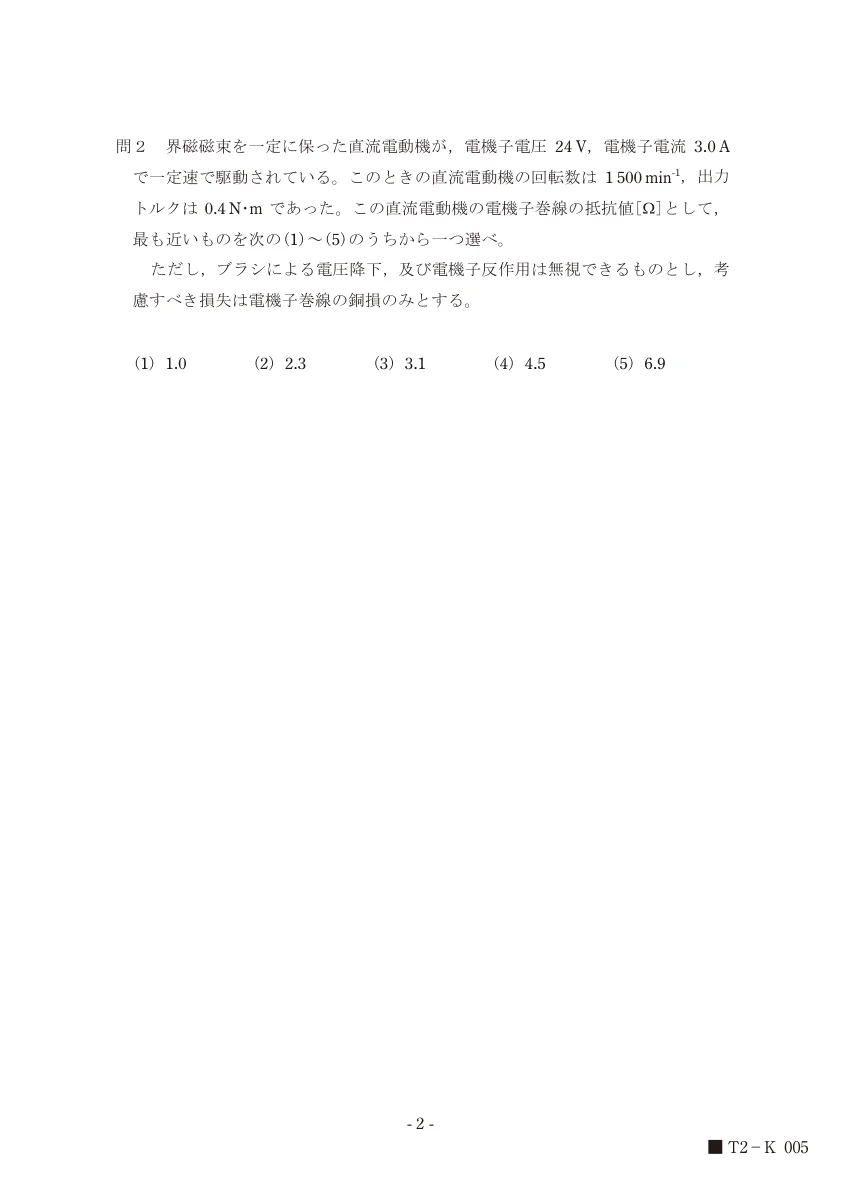 問2 界磁磁束を一定に保った直流電動機が，電機子電圧 24 V，電機子電流 3.0 A
で一定速で駆動されている。このときの直流電動機の回転数は 1 500 min⁻¹，出力
トルクは 0.4 N･m であった。この直流電動機の電機子巻線の抵抗値[Ω]として，
最も近いものを次の(1)～(5)のうちから一つ選べ。
ただし，ブラシによる電圧降下，及び電機子反作用は無視できるものとし，考
慮すべき損失は電機子巻線の銅損のみとする。
(1) 1.0 (2) 2.3 (3) 3.1 (4) 4.5 (5) 6.9
- 2 -
■ T2－K 005